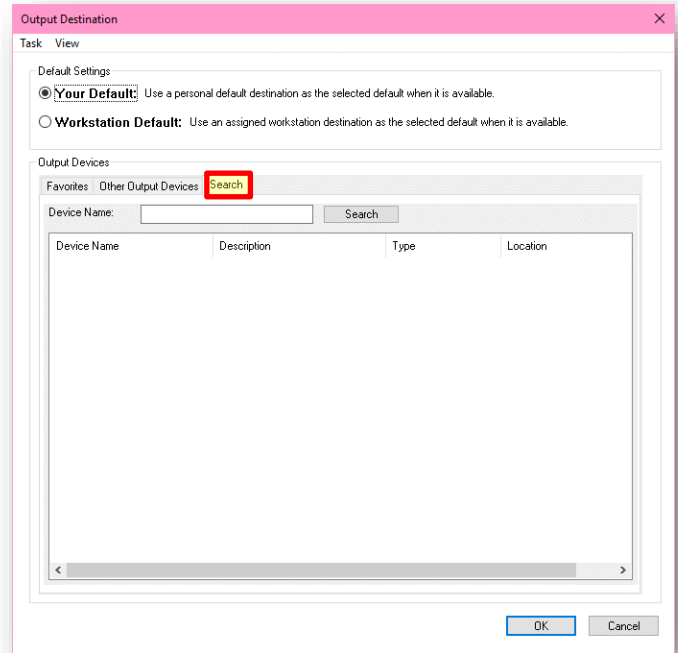 Output Destination
Task View
Default Settings
Your Default: Use a personal default destination as the selected default when it is available.
Workstation Default: Use an assigned workstation destination as the selected default when it is available.
Output Devices
Favorites Other Output Devices Search
Device Name: Search
Device Name Description Type Location
OK Cancel